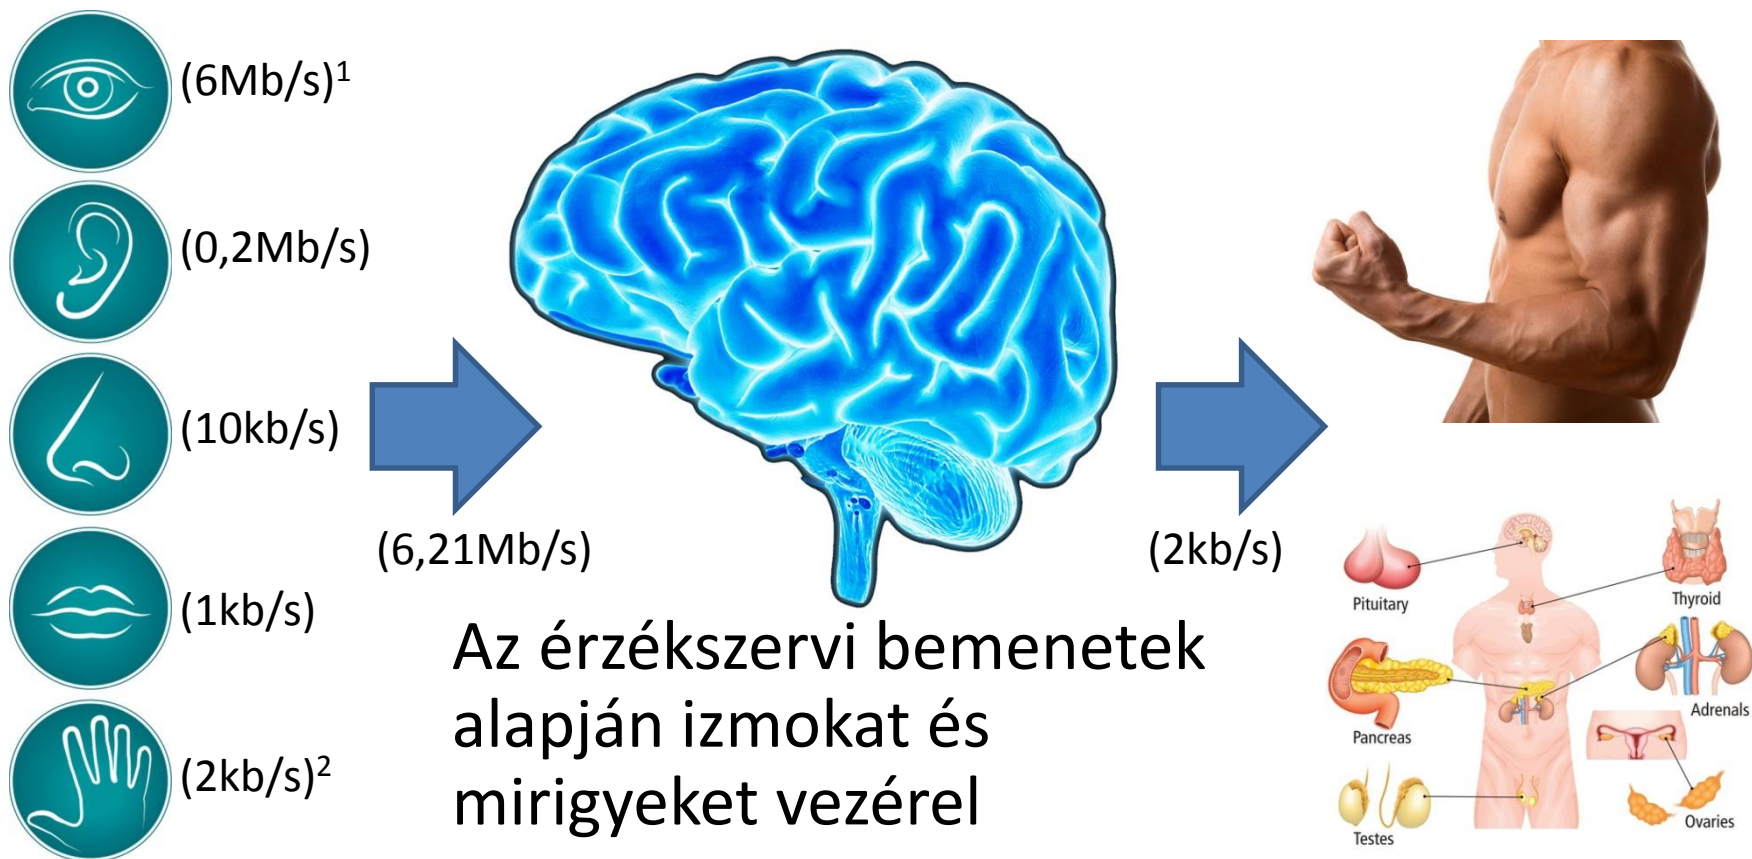 (6Mb/s)¹
(0,2Mb/s)
(10kb/s)
(1kb/s)
(2kb/s)²
(6,21Mb/s)
(2kb/s)
Az érzékszervi bemenetek
alapján izmokat és
mirigyeket vezérel
Pituitary
Thyroid
Pancreas
Adrenals
Testes
Ovaries